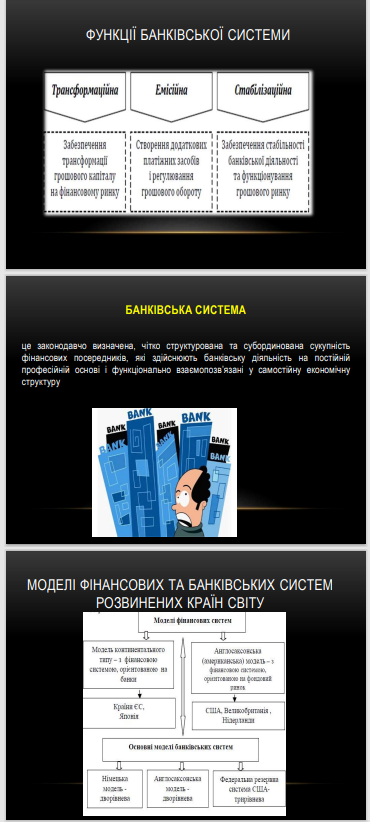 ФУНКЦІЇ БАНКІВСЬКОЇ СИСТЕМИ
Трансформаційна
Забезпечення
трансформації
грошового капіталу
на фінансовому ринку
Емісійна
Створення додаткових
платіжних засобів
і регулювання
грошового обороту
Стабілізаційна
Забезпечення стабільності
банківської діяльності
та функціонування
грошового ринку
БАНКІВСЬКА СИСТЕМА
це законодавчо визначена, чітко структурована та субординована сукупність
фінансових посередників, які здійснюють банківську діяльність на постійній
професійній основі і функціонально взаємопозв’язані у самостійну економічну
структуру
BANK
BANK
BANK
BANK
BANK
BANK
BANK
МОДЕЛІ ФІНАНСОВИХ ТА БАНКІВСЬКИХ СИСТЕМ
РОЗВИНЕНИХ КРАЇН СВІТУ
Моделі фінансових систем
Модель континентального
типу – з фінансовою
системою, орієнтованою на
банки
Англосаксонська
(американська) модель – з
фінансовою системою,
орієнтованою на фондовий
ринок
Країни ЄС,
Японія
США, Великобританія ,
Нідерланди
Основні моделі банківських систем
Німецька
модель -
дворівнева
Англосаксонська
модель -
дворівнева
Федеральна резервна
система США-
трирівнева